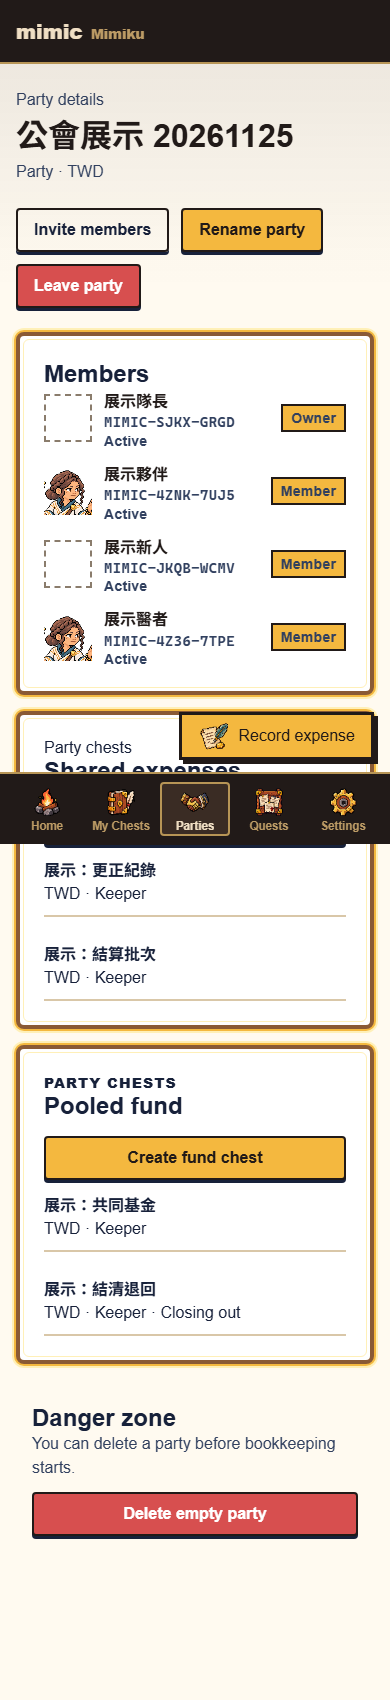 mimic Mimiku
Party details
公會展示 20261125
Party · TWD
Invite members
Rename party
Leave party
Members
展示隊長
MIMIC-SJKX-GRGD
Active
Owner
展示夥伴
MIMIC-4ZNK-7UJ5
Active
Member
展示新人
MIMIC-JKQB-WCMV
Active
Member
展示醫者
MIMIC-4Z36-7TPE
Active
Member
Party chests
Record expense
Shared expenses
Home
My Chests
Parties
Quests
Settings
展示：更正紀錄
TWD · Keeper
展示：結算批次
TWD · Keeper
PARTY CHESTS
Pooled fund
Create fund chest
展示：共同基金
TWD · Keeper
展示：結清退回
TWD · Keeper · Closing out
Danger zone
You can delete a party before bookkeeping
starts.
Delete empty party